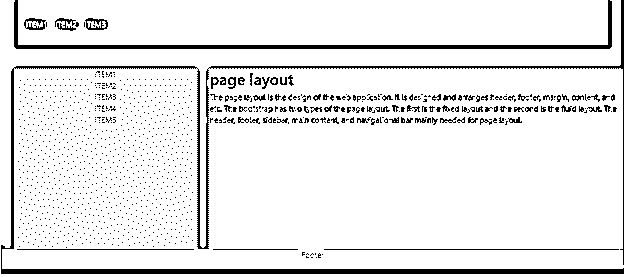 ITEM1 ITEM2 ITEM3
ITEM1
ITEM2
ITEM3
ITEM4
ITEM5
page layout
The page layout is the design of the web application. It is designed and arranges header, footer, margin, content, and
etc. The bootstrap has two types of the page layout. The first is the fixed layout and the second is the fluid layout. The
header, footer, sidebar, main content, and navigational bar mainly needed for page layout.
Footer